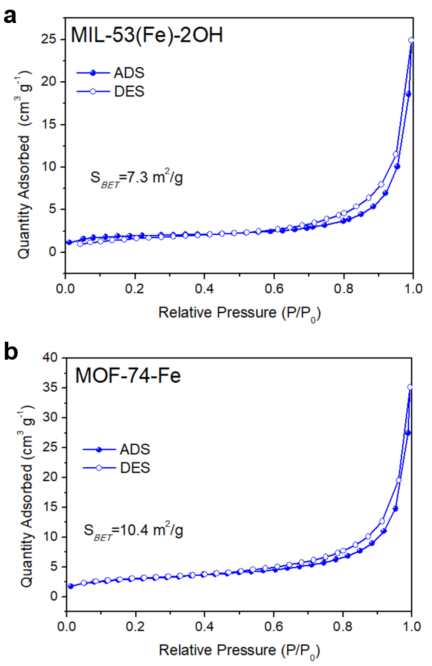 a
MIL-53(Fe)-2OH
ADS
DES
S_BET=7.3 m²/g
Quantity Adsorbed (cm³ g⁻¹)
25
20
15
10
5
0
0.0 0.2 0.4 0.6 0.8 1.0
Relative Pressure (P/P₀)
b
MOF-74-Fe
ADS
DES
S_BET=10.4 m²/g
Quantity Adsorbed (cm³ g⁻¹)
40
35
30
25
20
15
10
5
0
0.0 0.2 0.4 0.6 0.8 1.0
Relative Pressure (P/P₀)